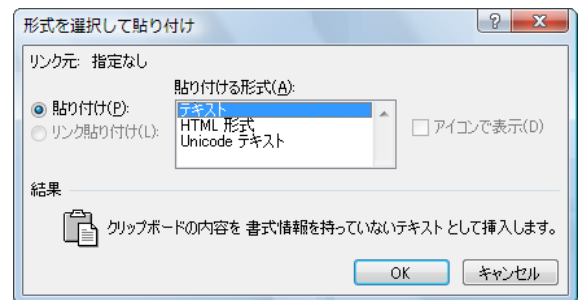 形式を選択して貼り付け
リンク元: 指定なし
貼り付ける形式(A):
貼り付け(P):
リンク貼り付け(L):
テキスト
HTML 形式
Unicode テキスト
アイコンで表示(D)
結果
クリップボードの内容を 書式情報を持っていないテキスト として挿入します。
OK
キャンセル